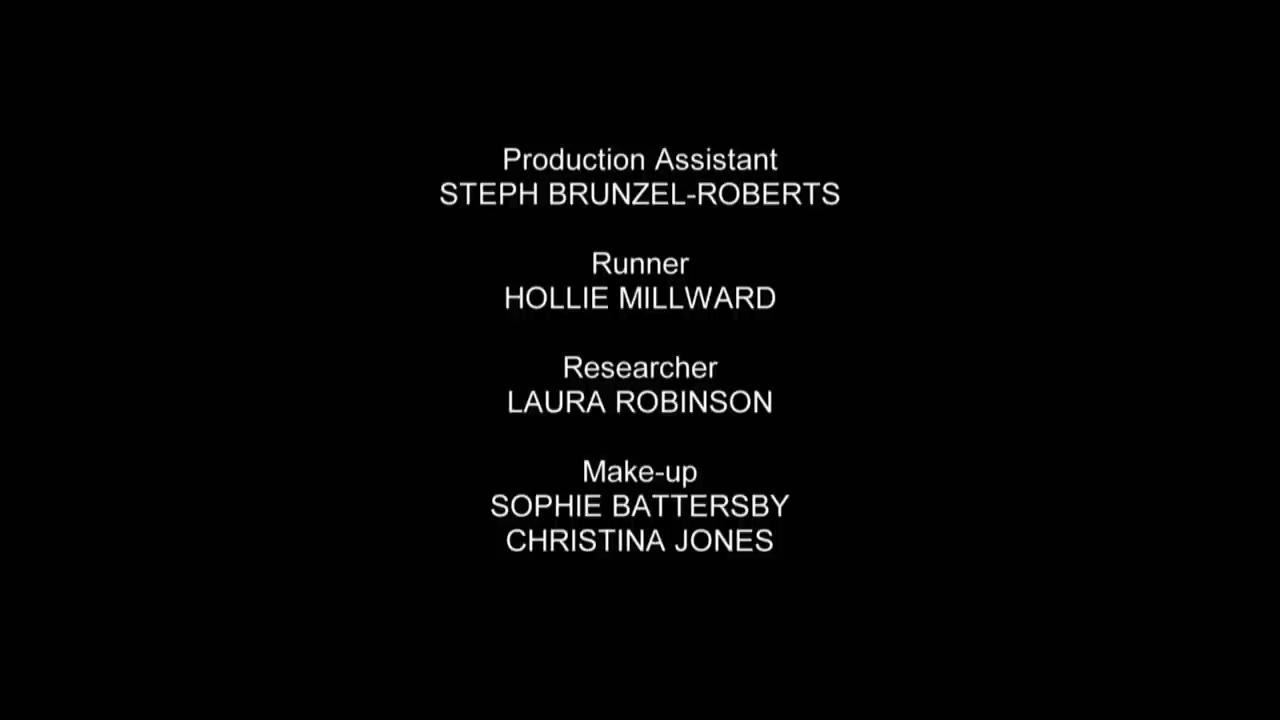 Production Assistant
STEPH BRUNZEL-ROBERTS
Runner
HOLLIE MILLWARD
Researcher
LAURA ROBINSON
Make-up
SOPHIE BATTERSBY
CHRISTINA JONES